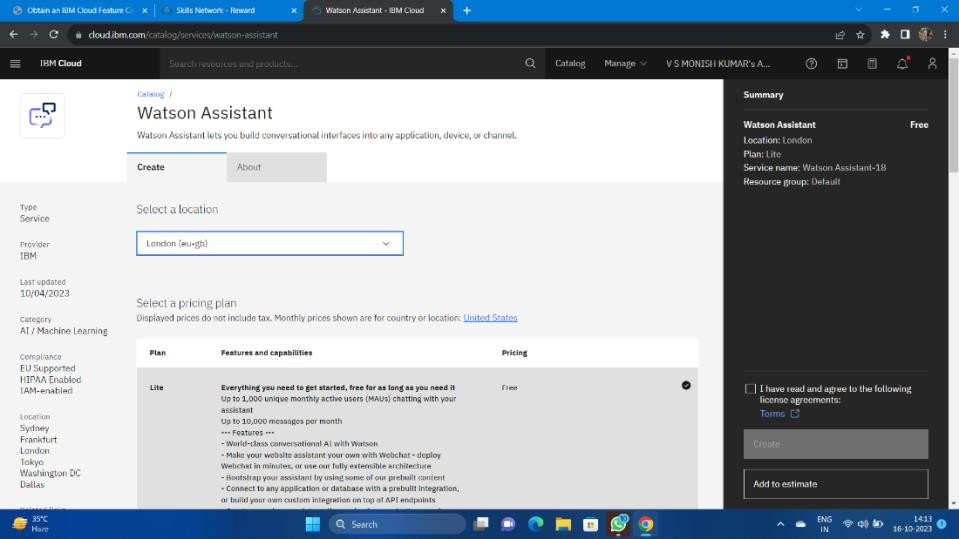 Obtain an IBM Cloud Feature Co
Skills Network - Reward
Watson Assistant - IBM Cloud
cloud.ibm.com/catalog/services/watson-assistant
IBM Cloud
Search resources and products...
Catalog
Manage
V S MONISH KUMAR's A...
Catalog /
Watson Assistant
Watson Assistant lets you build conversational interfaces into any application, device, or channel.
Create
About
Type
Service
Provider
IBM
Last updated
10/04/2023
Category
AI / Machine Learning
Compliance
EU Supported
HIPAA Enabled
IAM-enabled
Location
Sydney
Frankfurt
London
Tokyo
Washington DC
Dallas
Select a location
London (eu-gb)
Select a pricing plan
Displayed prices do not include tax. Monthly prices shown are for country or location: United States
Plan Features and capabilities Pricing
Lite Everything you need to get started, free for as long as you need it Free
Up to 1,000 unique monthly active users (MAUs) chatting with your
assistant
Up to 10,000 messages per month
--- Features ---
- World-class conversational AI with Watson
- Make your website assistant your own with Webchat - deploy
Webchat in minutes, or use our fully extensible architecture
- Bootstrap your assistant by using some of our prebuilt content
- Connect to any application or database with a prebuilt integration,
or build your own custom integration on top of API endpoints
Summary
Watson Assistant Free
Location: London
Plan: Lite
Service name: Watson Assistant-18
Resource group: Default
I have read and agree to the following
license agreements:
Terms
Create
Add to estimate
35°C
Haze
Search
ENG
IN
14:13
16-10-2023